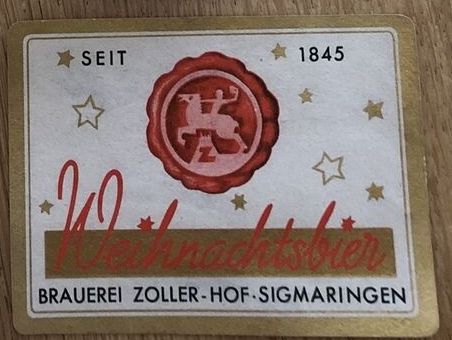 SEIT 1845
Z
Weihnachtsbier
BRAUEREI ZOLLER-HOF·SIGMARINGEN